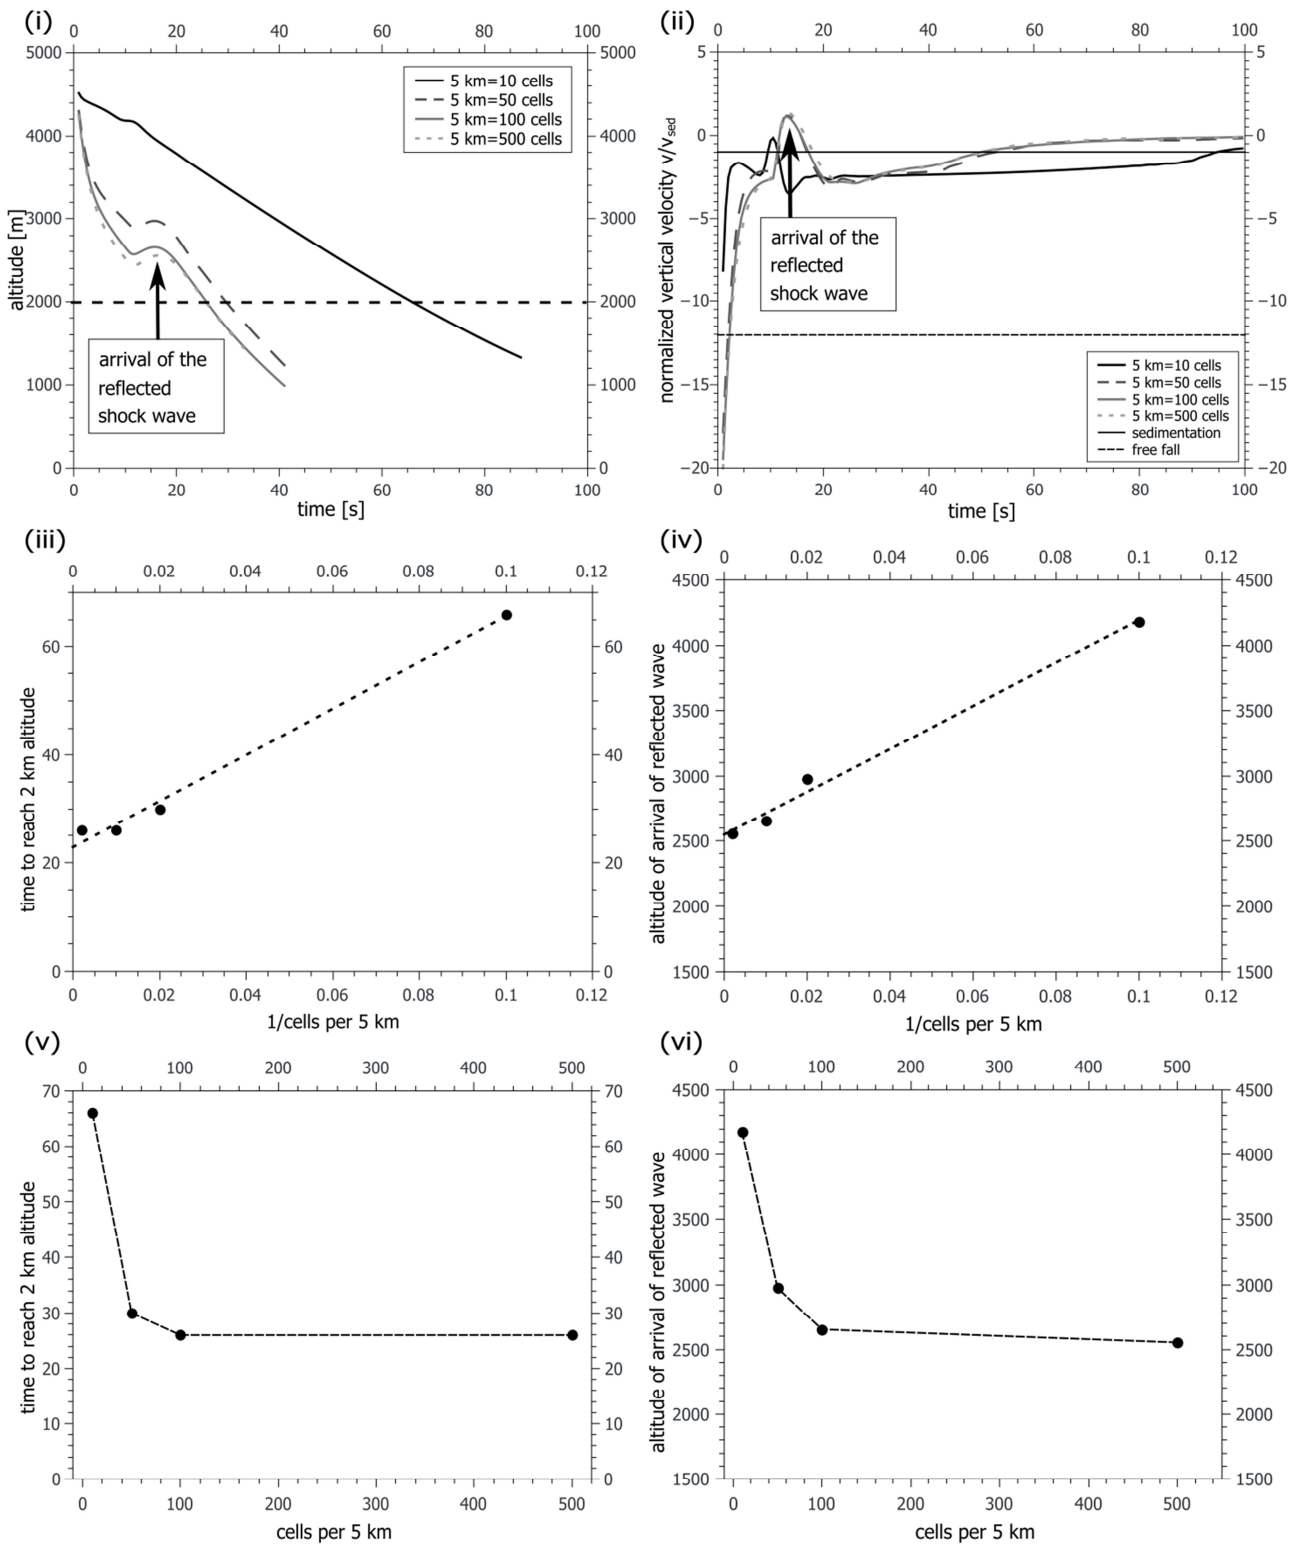 (i)
(ii)
0 20 40 60 80 100
0 20 40 60 80 100
5000 5000
4000 4000
3000 3000
2000 2000
1000 1000
0 0
5 km=10 cells
5 km=50 cells
5 km=100 cells
5 km=500 cells
altitude [m]
arrival of the
reflected
shock wave
0 20 40 60 80 100
time [s]
5 5
0 0
−5 −5
−10 −10
−15 −15
−20 −20
normalized vertical velocity v/vsed
arrival of the
reflected
shock wave
5 km=10 cells
5 km=50 cells
5 km=100 cells
5 km=500 cells
sedimentation
free fall
0 20 40 60 80 100
time [s]
(iii)
(iv)
0 0.02 0.04 0.06 0.08 0.1 0.12
0 0.02 0.04 0.06 0.08 0.1 0.12
60 60
40 40
20 20
0 0
time to reach 2 km altitude
0 0.02 0.04 0.06 0.08 0.1 0.12
1/cells per 5 km
4500 4500
4000 4000
3500 3500
3000 3000
2500 2500
2000 2000
1500 1500
altitude of arrival of reflected wave
0 0.02 0.04 0.06 0.08 0.1 0.12
1/cells per 5 km
(v)
(vi)
0 100 200 300 400 500
0 100 200 300 400 500
70 70
60 60
50 50
40 40
30 30
20 20
10 10
0 0
time to reach 2 km altitude
0 100 200 300 400 500
cells per 5 km
4500 4500
4000 4000
3500 3500
3000 3000
2500 2500
2000 2000
1500 1500
altitude of arrival of reflected wave
0 100 200 300 400 500
cells per 5 km